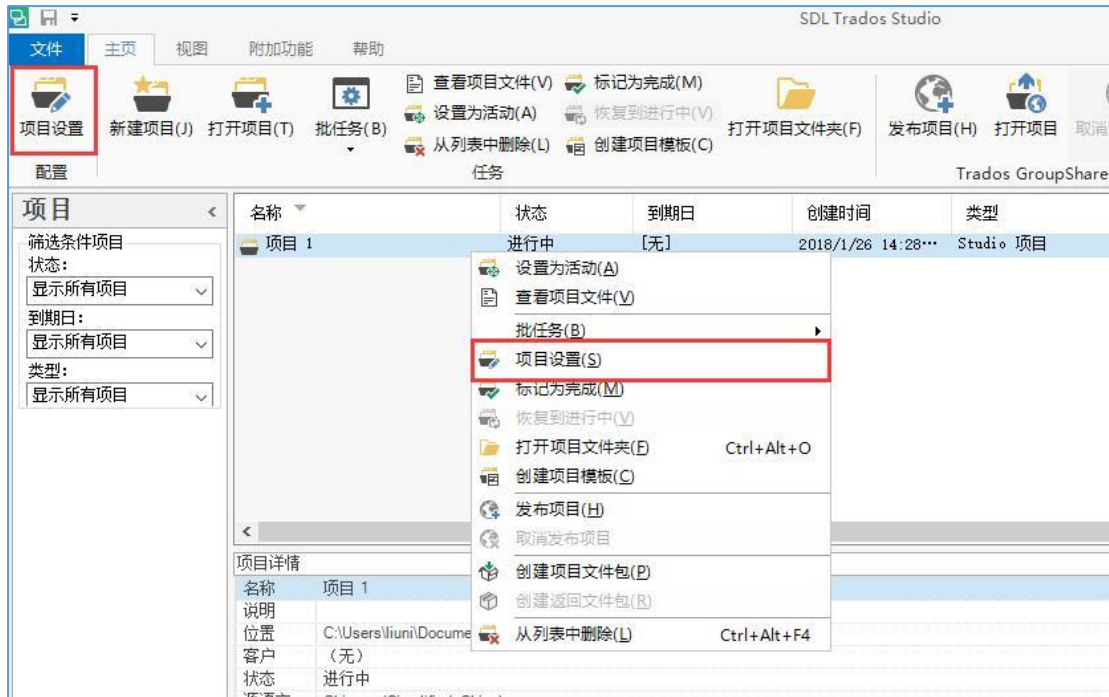 SDL Trados Studio
文件 主页 视图 附加功能 帮助
项目设置
新建项目(J)
打开项目(T)
批任务(B)
查看项目文件(V)
设置为活动(A)
从列表中删除(L)
标记为完成(M)
恢复到进行中(V)
创建项目模板(C)
打开项目文件夹(F)
发布项目(H)
打开项目
取消
配置
任务
Trados GroupShare
项目
筛选条件项目
状态:
显示所有项目
到期日:
显示所有项目
类型:
显示所有项目
名称 状态 到期日 创建时间 类型
项目 1 进行中 [无] 2018/1/26 14:28… Studio 项目
设置为活动(A)
查看项目文件(V)
批任务(B)
项目设置(S)
标记为完成(M)
恢复到进行中(V)
打开项目文件夹(F) Ctrl+Alt+O
创建项目模板(C)
发布项目(H)
取消发布项目
创建项目文件包(P)
创建返回文件包(R)
从列表中删除(L) Ctrl+Alt+F4
项目详情
名称 项目 1
说明
位置 C:\Users\liuni\Docume
客户 （无）
状态 进行中